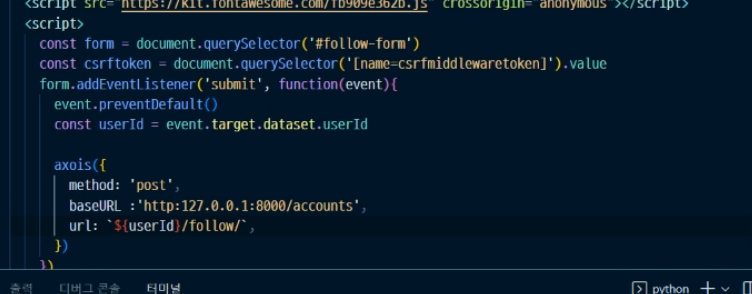 <script src="https://kit.fontawesome.com/fb909e362b.js" crossorigin="anonymous"></script>
<script>
const form = document.querySelector('#follow-form')
const csrftoken = document.querySelector('[name=csrfmiddlewaretoken]').value
form.addEventListener('submit', function(event){
event.preventDefault()
const userId = event.target.dataset.userId
axois({
method: 'post',
baseURL :'http:127.0.0.1:8000/accounts',
url: `${userId}/follow/`,
})
})
출력 디버그 콘솔 터미널 python